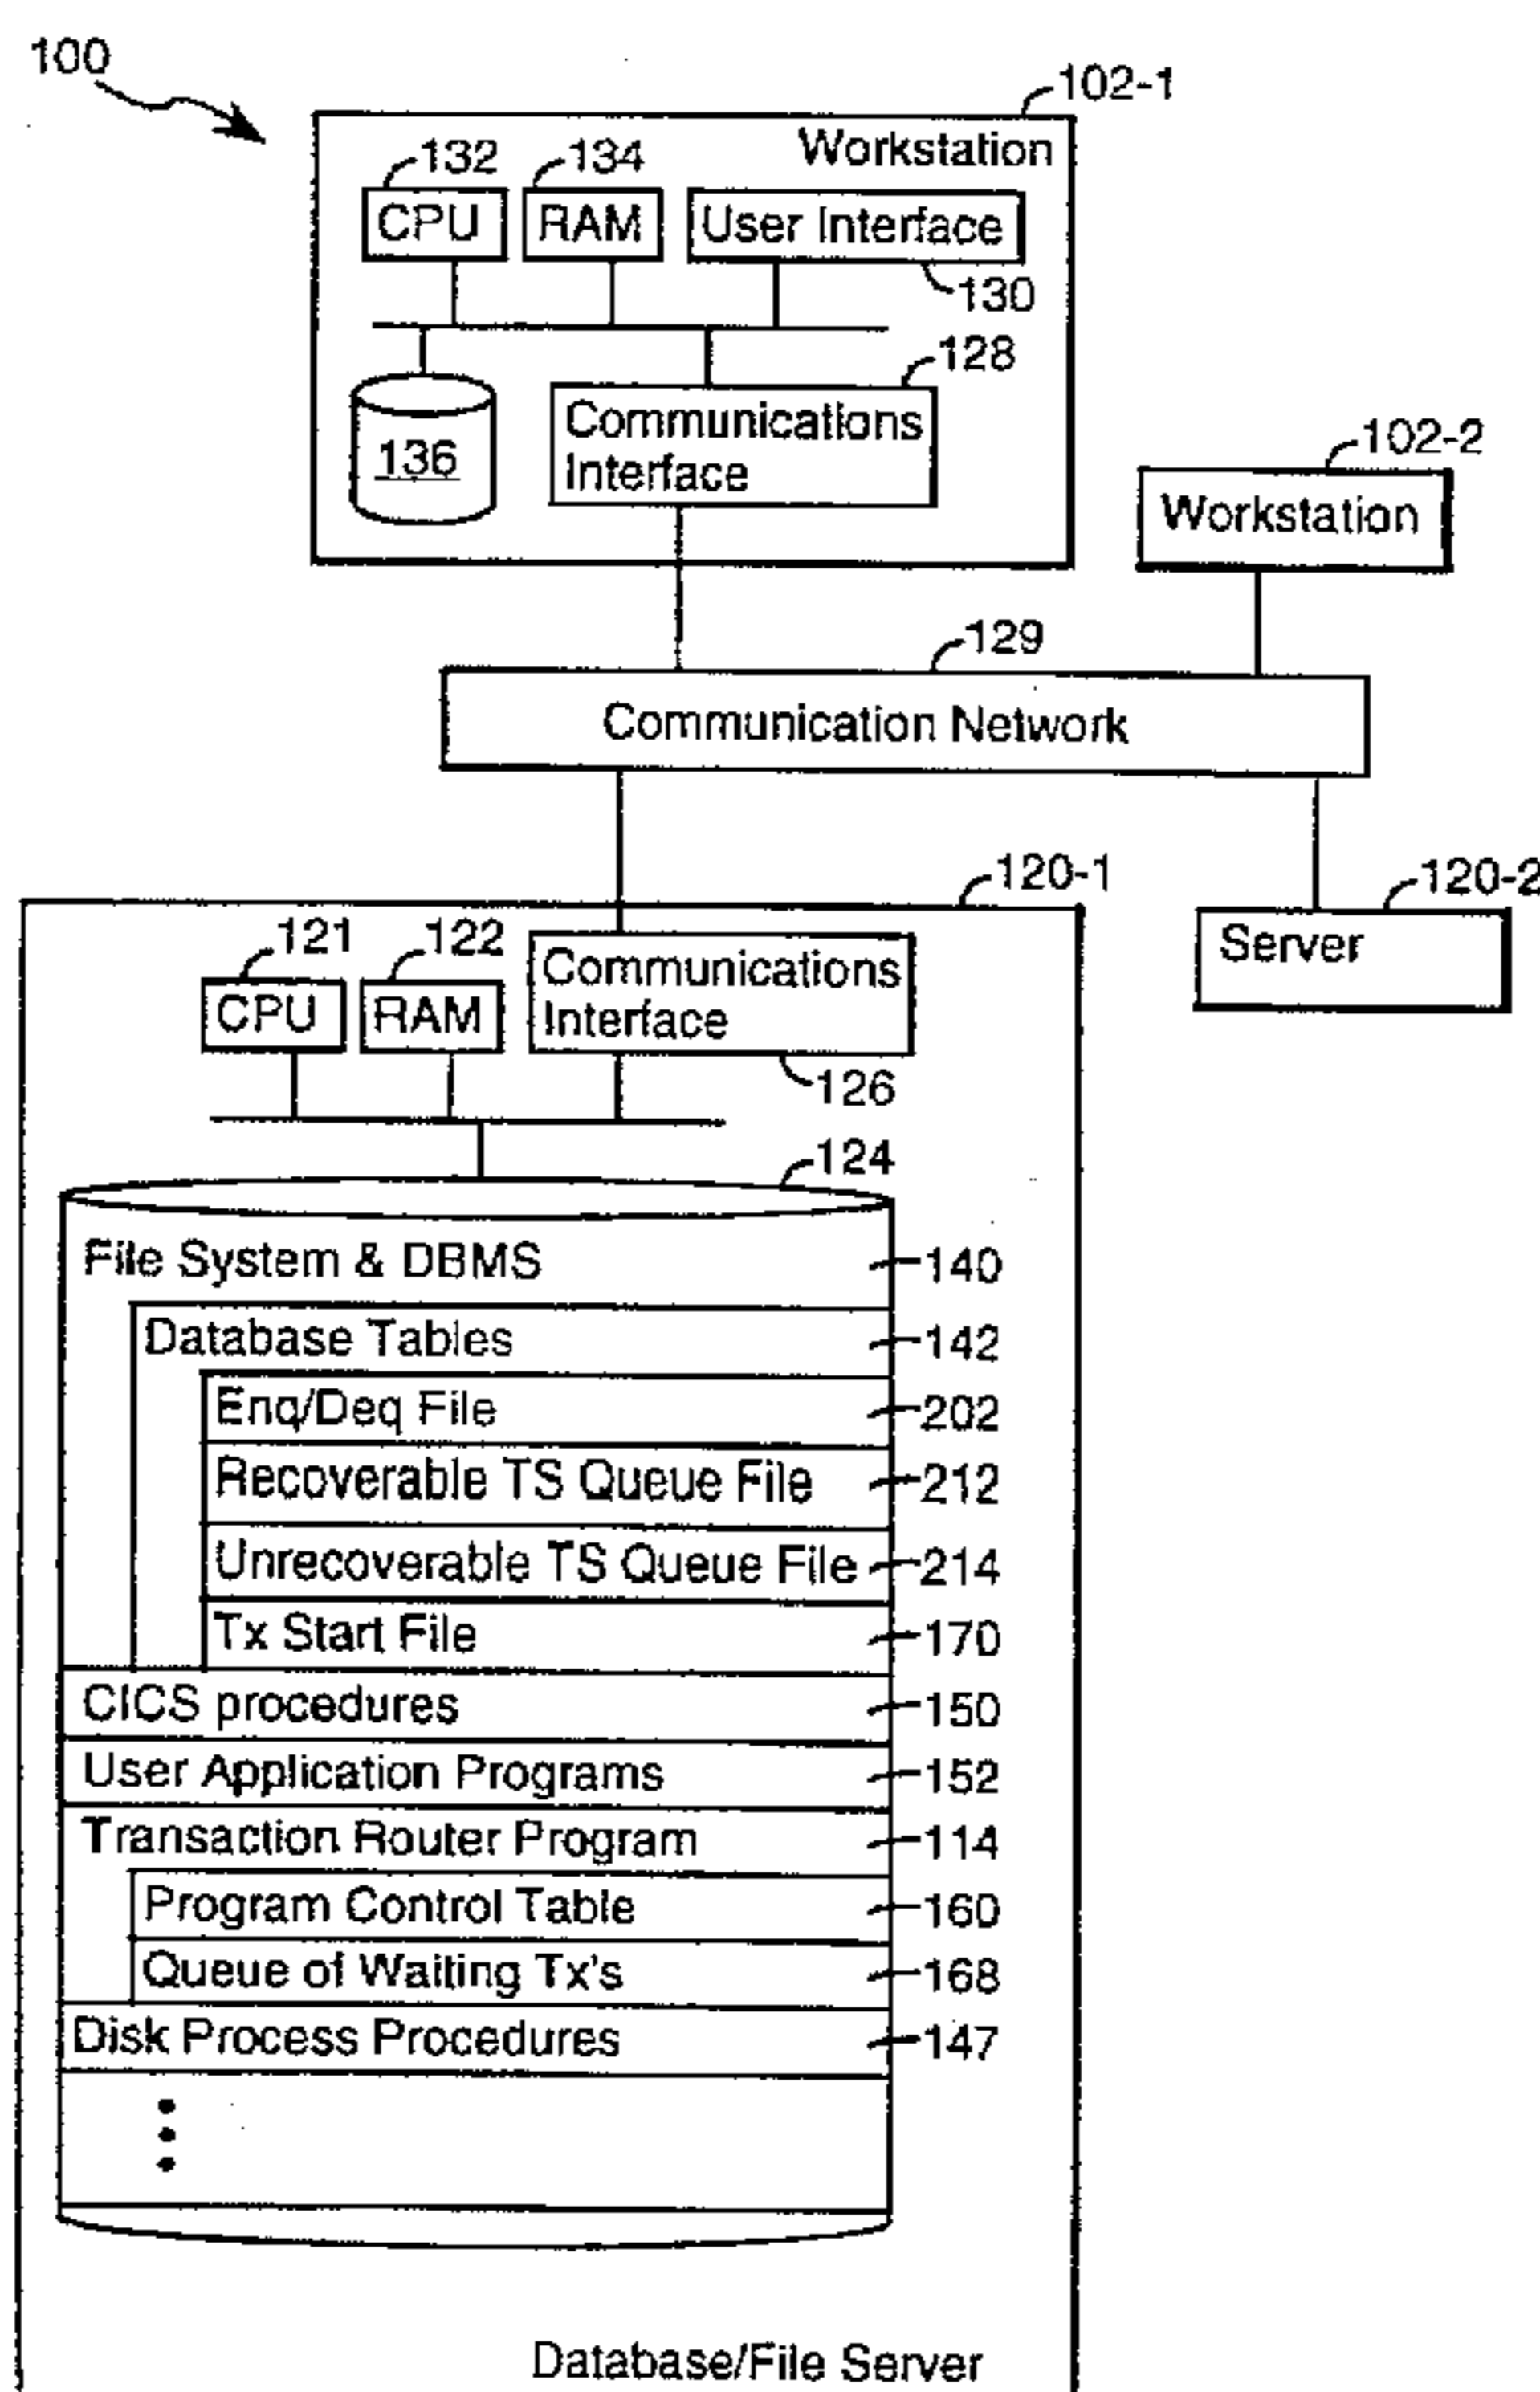 100
102-1
Workstation
132
134
CPU
RAM
User Interface
130
128
Communications
Interface
136
102-2
Workstation
129
Communication Network
120-1
120-2
121
122
Communications
Interface
CPU
RAM
Server
126
124
File System & DBMS
140
Database Tables
142
Enq/Deq File
202
Recoverable TS Queue File
212
Unrecoverable TS Queue File
214
Tx Start File
170
CICS procedures
150
User Application Programs
152
Transaction Router Program
114
Program Control Table
160
Queue of Waiting Tx's
168
Disk Process Procedures
147
Database/File Server